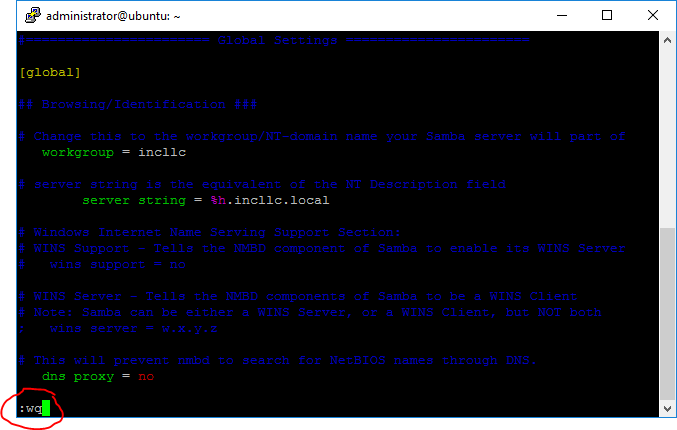 administrator@ubuntu: ~
#======================= Global Settings =======================
[global]
## Browsing/Identification ###
# Change this to the workgroup/NT-domain name your Samba server will part of
workgroup = incllc
# server string is the equivalent of the NT Description field
server string = %h.incllc.local
# Windows Internet Name Serving Support Section:
# WINS Support - Tells the NMBD component of Samba to enable its WINS Server
#   wins support = no
# WINS Server - Tells the NMBD components of Samba to be a WINS Client
# Note: Samba can be either a WINS Server, or a WINS Client, but NOT both
;   wins server = w.x.y.z
# This will prevent nmbd to search for NetBIOS names through DNS.
dns proxy = no
:wq